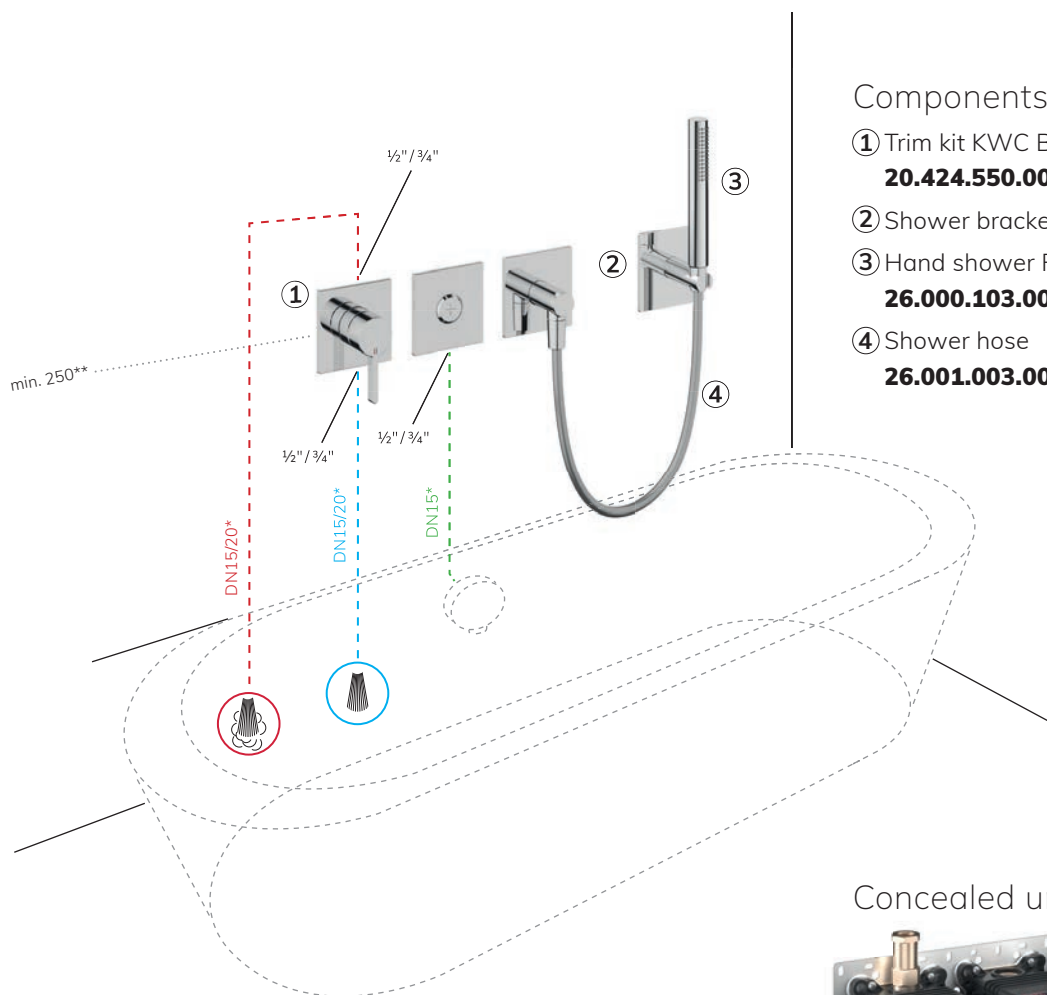 Components
① Trim kit KWC B
20.424.550.00
② Shower bracke
③ Hand shower F
26.000.103.00
④ Shower hose
26.001.003.00
½"/¾"
③
②
①
min. 250**
④
½"/¾"
½"/¾"
DN15/20*
DN15/20*
DN15*
Concealed u